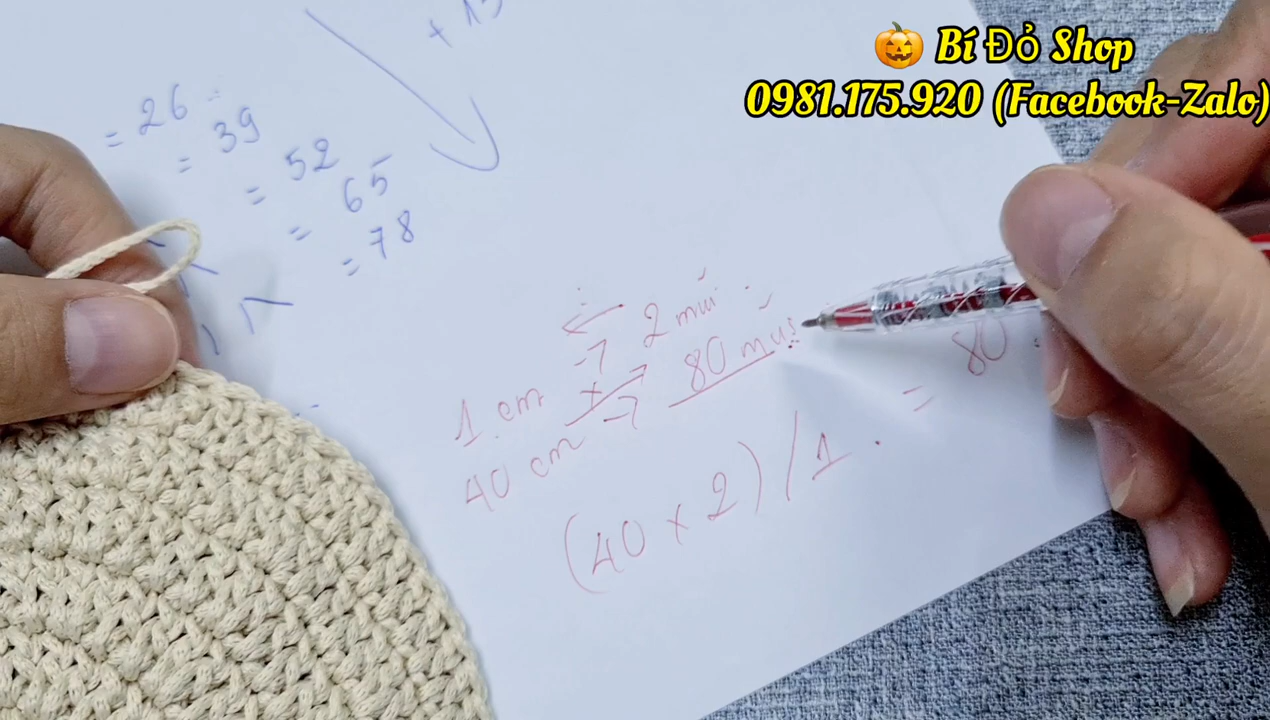 🎃 Bí Đỏ Shop
0981.175.920 (Facebook-Zalo)
= 26
= 39
= 52
= 65
= 78
1 cm → 2 mũi
40 cm → 80 mũi
(40 x 2) / 1 = 80